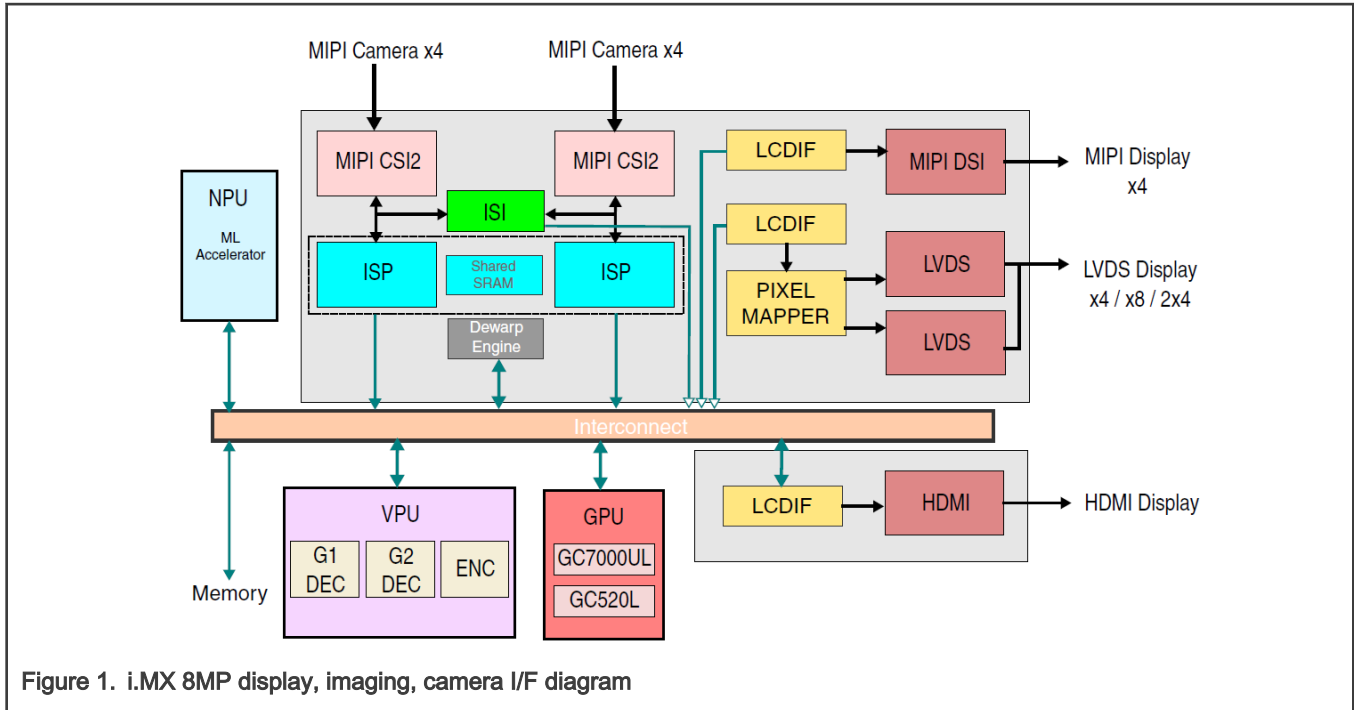 MIPI Camera x4
MIPI Camera x4
MIPI CSI2
MIPI CSI2
LCDIF
MIPI DSI
MIPI Display
x4
NPU
ML
Accelerator
ISI
LCDIF
ISP
Shared
SRAM
ISP
PIXEL
MAPPER
LVDS
LVDS Display
x4 / x8 / 2x4
Dewarp
Engine
LVDS
Interconnect
VPU
G1
DEC
G2
DEC
ENC
GPU
GC7000UL
GC520L
LCDIF
HDMI
HDMI Display
Memory
Figure 1. i.MX 8MP display, imaging, camera I/F diagram